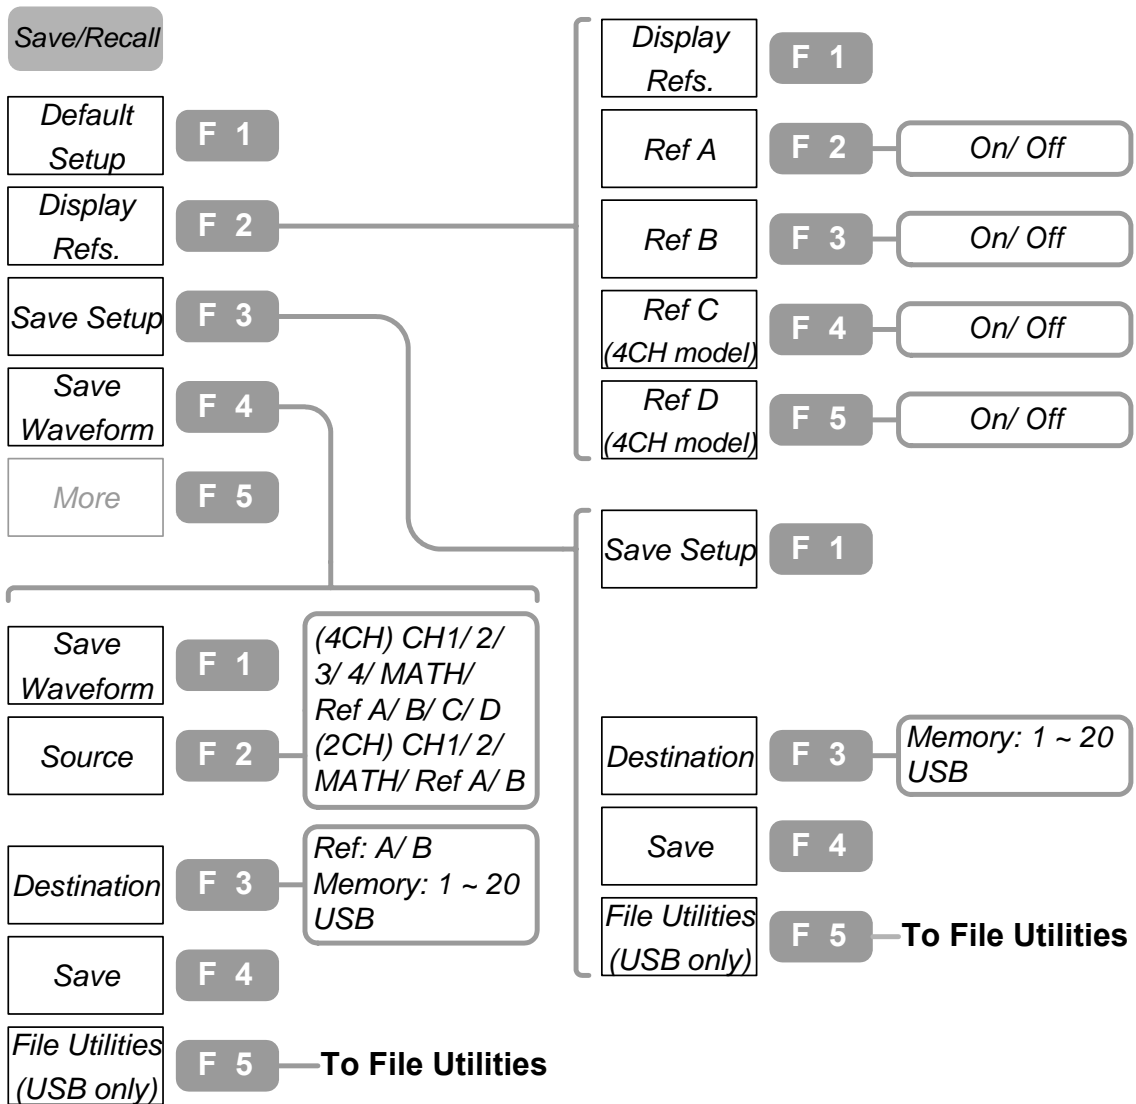 Save/Recall
Default
Setup
F 1
Display
Refs.
F 2
Save Setup
F 3
Save
Waveform
F 4
More
F 5
Display
Refs.
F 1
Ref A
F 2
On/ Off
Ref B
F 3
On/ Off
Ref C
(4CH model)
F 4
On/ Off
Ref D
(4CH model)
F 5
On/ Off
Save Setup
F 1
Destination
F 3
Memory: 1 ~ 20
USB
Save
F 4
File Utilities
(USB only)
F 5
To File Utilities
Save
Waveform
F 1
Source
F 2
(4CH) CH1/ 2/
3/ 4/ MATH/
Ref A/ B/ C/ D
(2CH) CH1/ 2/
MATH/ Ref A/ B
Destination
F 3
Ref: A/ B
Memory: 1 ~ 20
USB
Save
F 4
File Utilities
(USB only)
F 5
To File Utilities